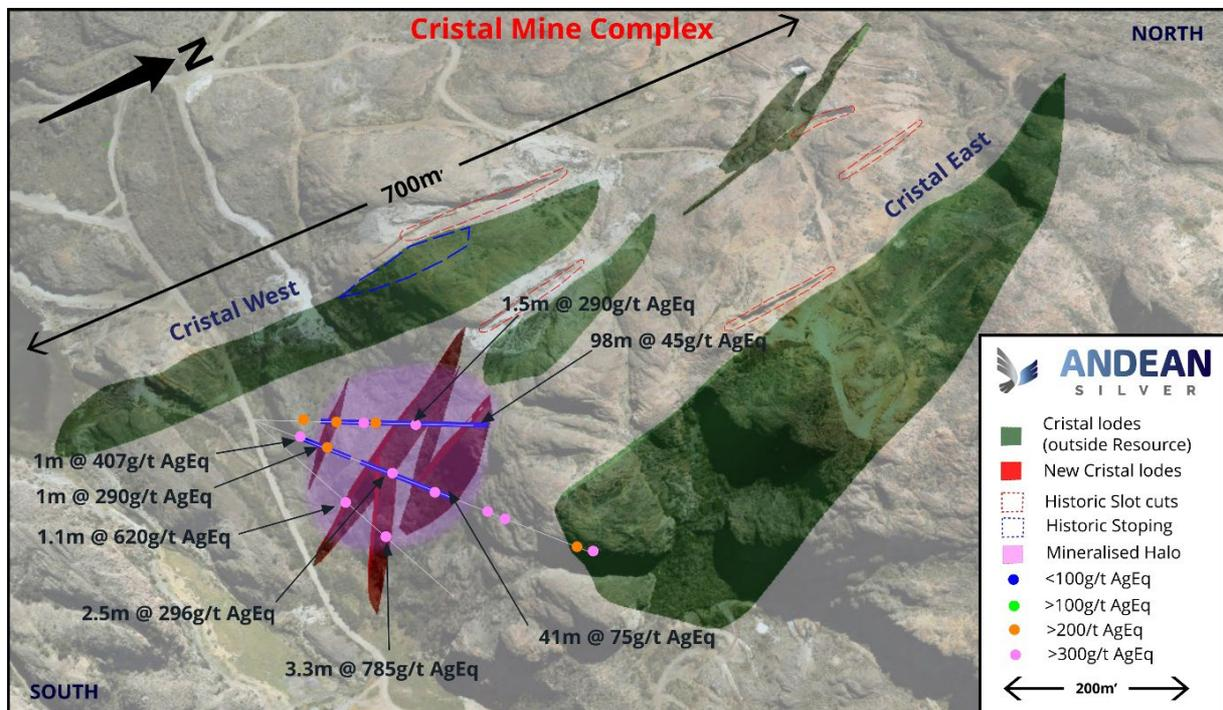 Cristal Mine Complex
NORTH
N
700m'
Cristal East
Cristal West
1.5m @ 290g/t AgEq
98m @ 45g/t AgEq
1m @ 407g/t AgEq
1m @ 290g/t AgEq
1.1m @ 620g/t AgEq
2.5m @ 296g/t AgEq
41m @ 75g/t AgEq
3.3m @ 785g/t AgEq
SOUTH
ANDEAN
SILVER
Cristal lodes
(outside Resource)
New Cristal lodes
Historic Slot cuts
Historic Stoping
Mineralised Halo
<100g/t AgEq
>100g/t AgEq
>200/t AgEq
>300g/t AgEq
200m'